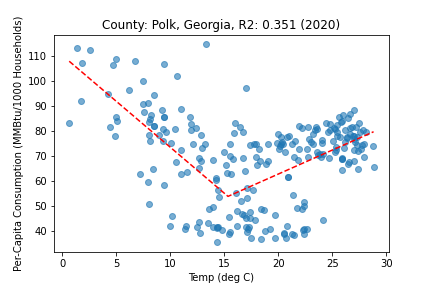 County: Polk, Georgia, R2: 0.351 (2020)
Per-Capita Consumption (MMBtu/1000 Households)
110
100
90
80
70
60
50
40
0 5 10 15 20 25 30
Temp (deg C)